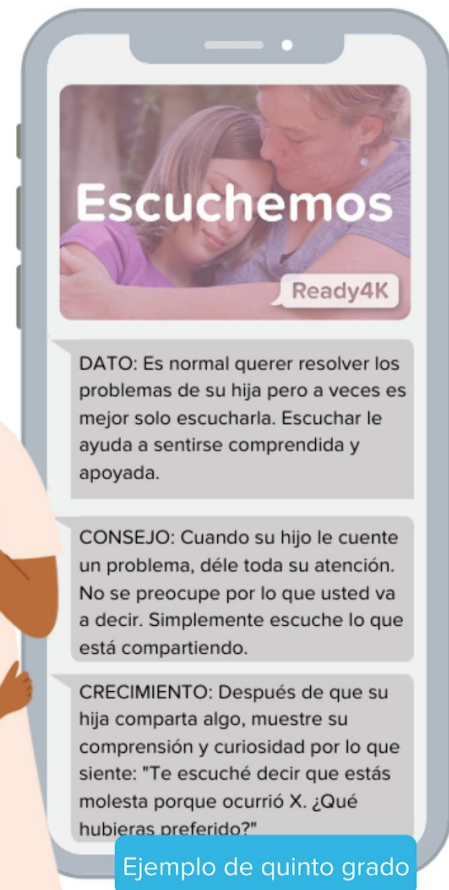 Escuchemos
Ready4K
DATO: Es normal querer resolver los
problemas de su hija pero a veces es
mejor solo escucharla. Escuchar le
ayuda a sentirse comprendida y
apoyada.
CONSEJO: Cuando su hijo le cuente
un problema, déle toda su atención.
No se preocupe por lo que usted va
a decir. Simplemente escuche lo que
está compartiendo.
CRECIMIENTO: Después de que su
hija comparta algo, muestre su
comprensión y curiosidad por lo que
siente: "Te escuché decir que estás
molesta porque ocurrió X. ¿Qué
hubieras preferido?"
Ejemplo de quinto grado